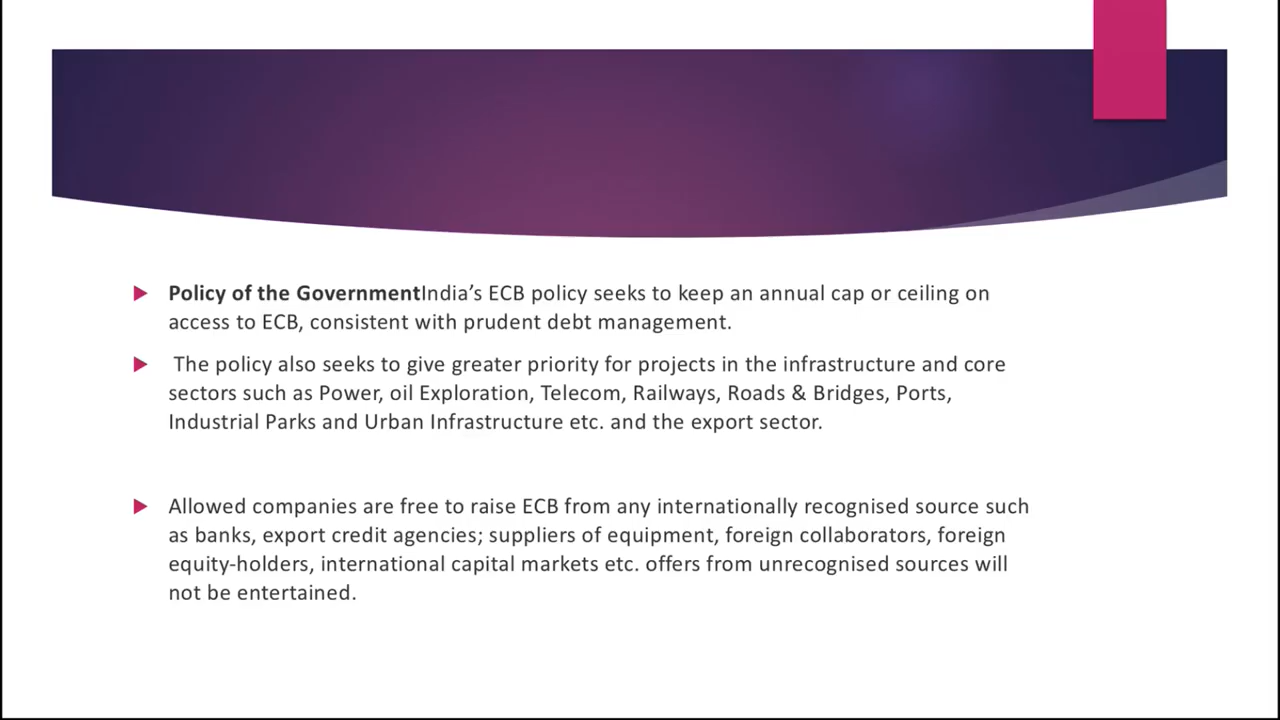 Policy of the GovernmentIndia’s ECB policy seeks to keep an annual cap or ceiling on
access to ECB, consistent with prudent debt management.
The policy also seeks to give greater priority for projects in the infrastructure and core
sectors such as Power, oil Exploration, Telecom, Railways, Roads & Bridges, Ports,
Industrial Parks and Urban Infrastructure etc. and the export sector.
Allowed companies are free to raise ECB from any internationally recognised source such
as banks, export credit agencies; suppliers of equipment, foreign collaborators, foreign
equity-holders, international capital markets etc. offers from unrecognised sources will
not be entertained.